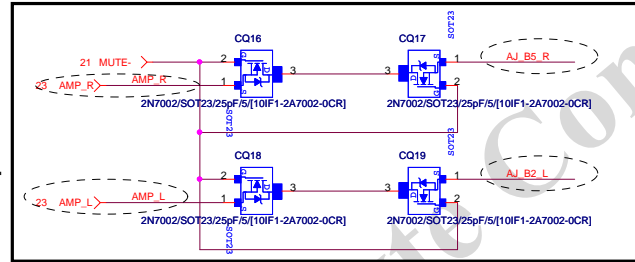 CQ16 CQ17 SOT23
21 MUTE- 2 G D S 3 3 D S G 1 AJ_B5_R
23 AMP_R AMP_R 1 2
2N7002/SOT23/25pF/5/[10IF1-2A7002-0CR] 2N7002/SOT23/25pF/5/[10IF1-2A7002-0CR]
SOT23
CQ18 CQ19 SOT23
2 G D S 3 3 D S G 1 AJ_B2_L
23 AMP_L AMP_L 1 2
2N7002/SOT23/25pF/5/[10IF1-2A7002-0CR] 2N7002/SOT23/25pF/5/[10IF1-2A7002-0CR]
SOT23